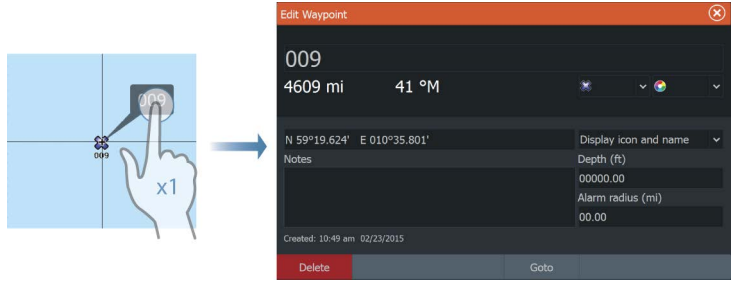 009
009
x1
Edit Waypoint
009
4609 mi 41 °M
N 59°19.624' E 010°35.801' Display icon and name
Notes Depth (ft)
00000.00
Alarm radius (mi)
00.00
Created: 10:49 am 02/23/2015
Delete Goto